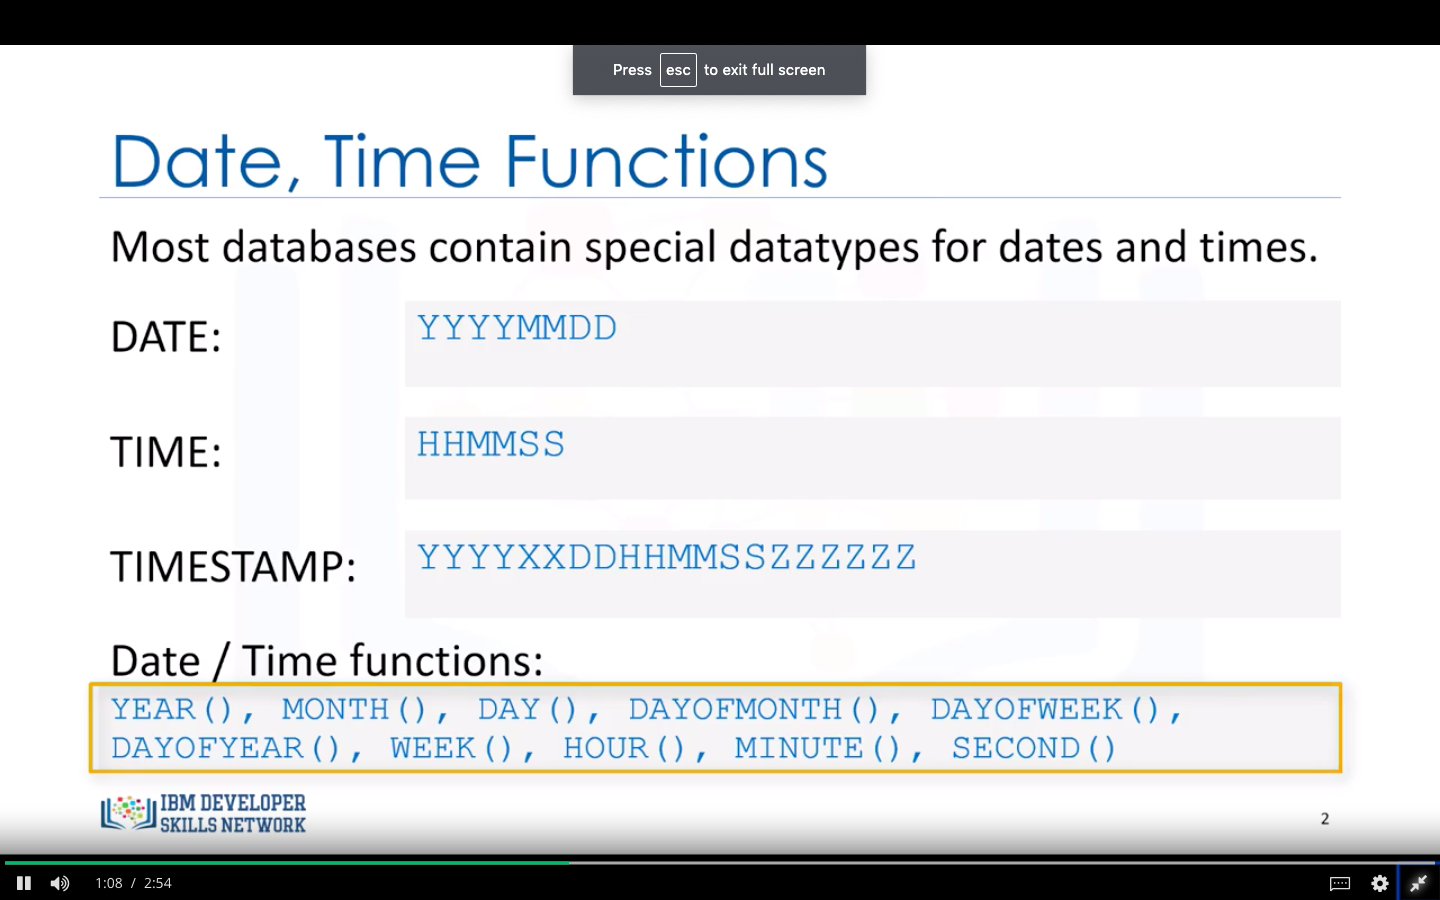 Press esc to exit full screen
Date, Time Functions
Most databases contain special datatypes for dates and times.
DATE: YYYYMMDD
TIME: HHMMSS
TIMESTAMP: YYYYXXDDHHMMSSZZZZZZ
Date / Time functions:
YEAR(), MONTH(), DAY(), DAYOFMONTH(), DAYOFWEEK(),
DAYOFYEAR(), WEEK(), HOUR(), MINUTE(), SECOND()
IBM DEVELOPER
SKILLS NETWORK
2
1:08 / 2:54